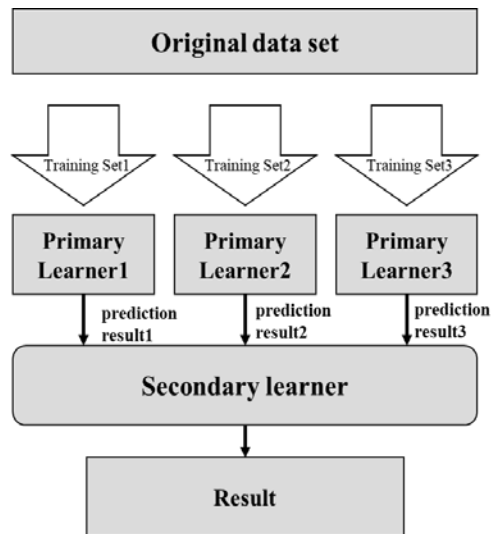 Original data set
Training Set1
Training Set2
Training Set3
Primary
Learner1
Primary
Learner2
Primary
Learner3
prediction
result1
prediction
result2
prediction
result3
Secondary learner
Result